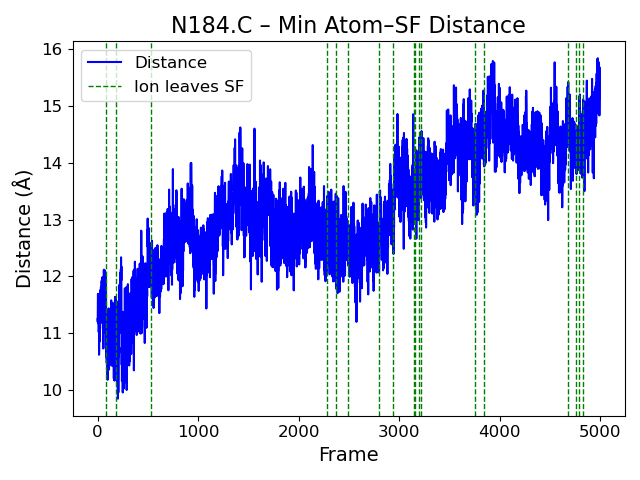 N184.C – Min Atom–SF Distance
16
15
14
13
12
11
10
Distance (Å)
Distance
Ion leaves SF
0
1000
2000
3000
4000
5000
Frame